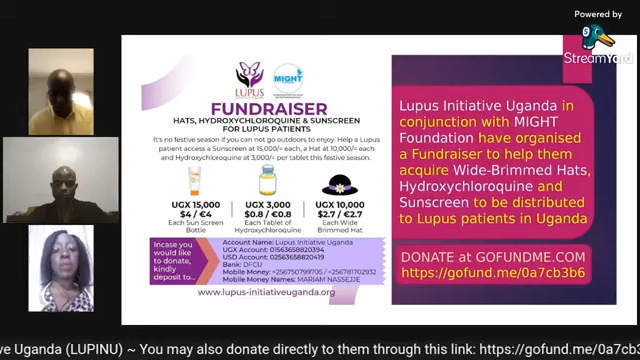 Powered by
StreamYard
LUPUS
MIGHT
FUNDRAISER
HATS, HYDROXYCHLOROQUINE & SUNSCREEN
FOR LUPUS PATIENTS
It's no festive season if you can not go outdoors to enjoy. Help a Lupus
patient access a Sunscreen at 15,000/= each, a Hat at 10,000/= each
and Hydroxychloroquine at 3,000/= per tablet this festive season.
UGX 15,000
$4 / €4
Each Sun Screen
Bottle
UGX 3,000
$0.8 / €0.8
Each Tablet of
Hydroxychloroquine
UGX 10,000
$2.7 / €2.7
Each Wide
Brimmed Hat
Incase you
would like
to donate,
kindly
deposit to...
Account Name: Lupus Initiative Uganda
UGX Account: 01563658820394
USD Account: 02563658820419
Bank: DFCU
Mobile Money: +256750799705 / +256781702932
Mobile Money Names: MARIAM NASSEJJE
www.lupus-initiativeuganda.org
Lupus Initiative Uganda in
conjunction with MIGHT
Foundation have organised
a Fundraiser to help them
acquire Wide-Brimmed Hats,
Hydroxychloroquine and
Sunscreen to be distributed
to Lupus patients in Uganda
DONATE at GOFUNDME.COM
https://gofund.me/0a7cb3b6
ve Uganda (LUPINU) ~ You may also donate directly to them through this link: https://gofund.me/0a7cb3